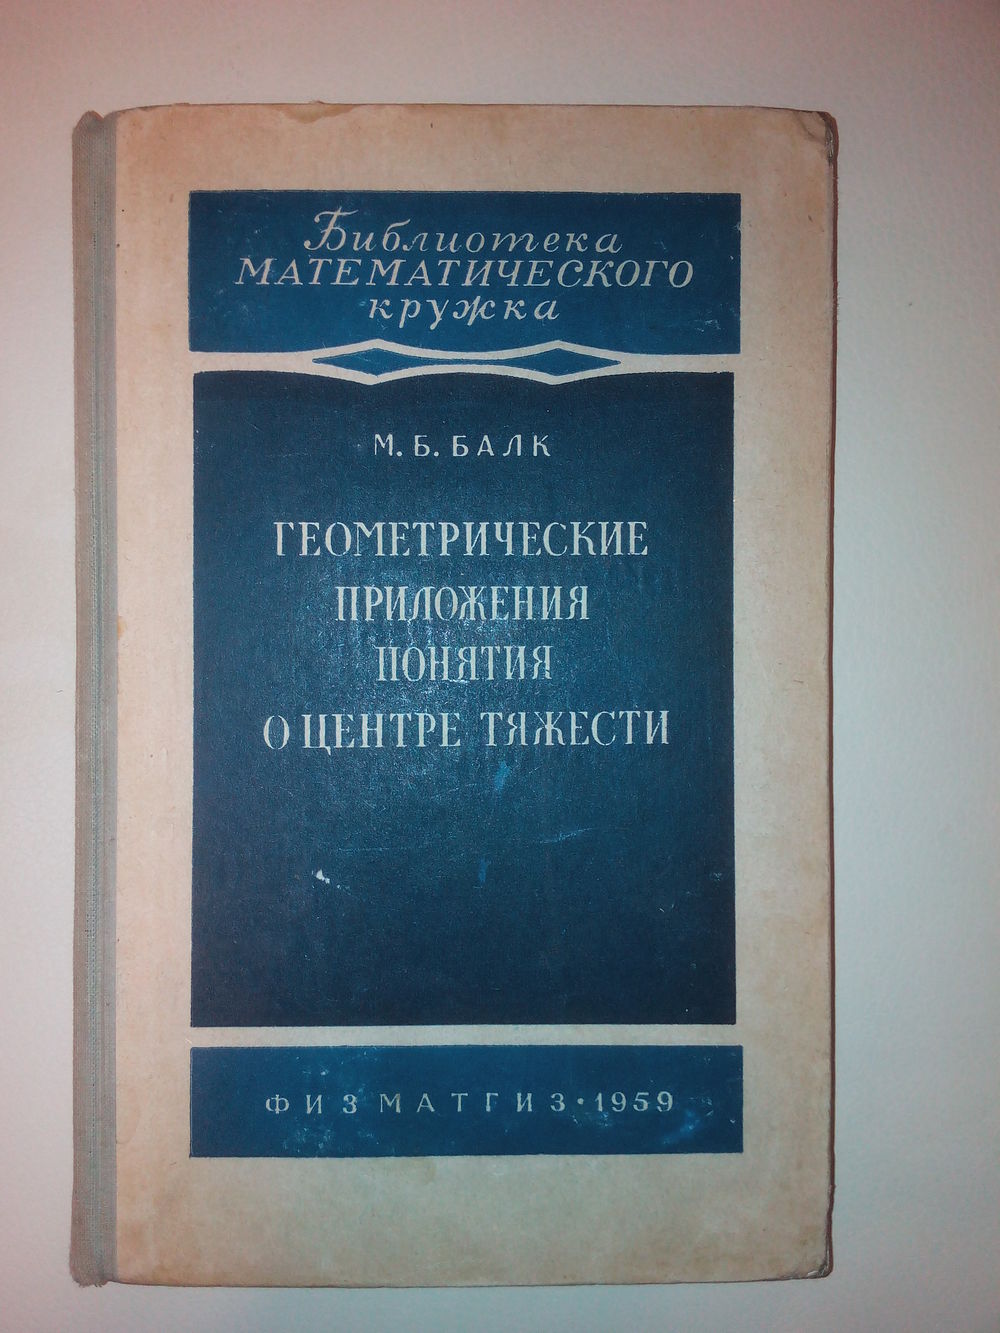 Библиотека
МАТЕМАТИЧЕСКОГО
кружка
М. Б. БАЛК
ГЕОМЕТРИЧЕСКИЕ
ПРИЛОЖЕНИЯ
ПОНЯТИЯ
О ЦЕНТРЕ ТЯЖЕСТИ
ФИЗМАТГИЗ • 1959